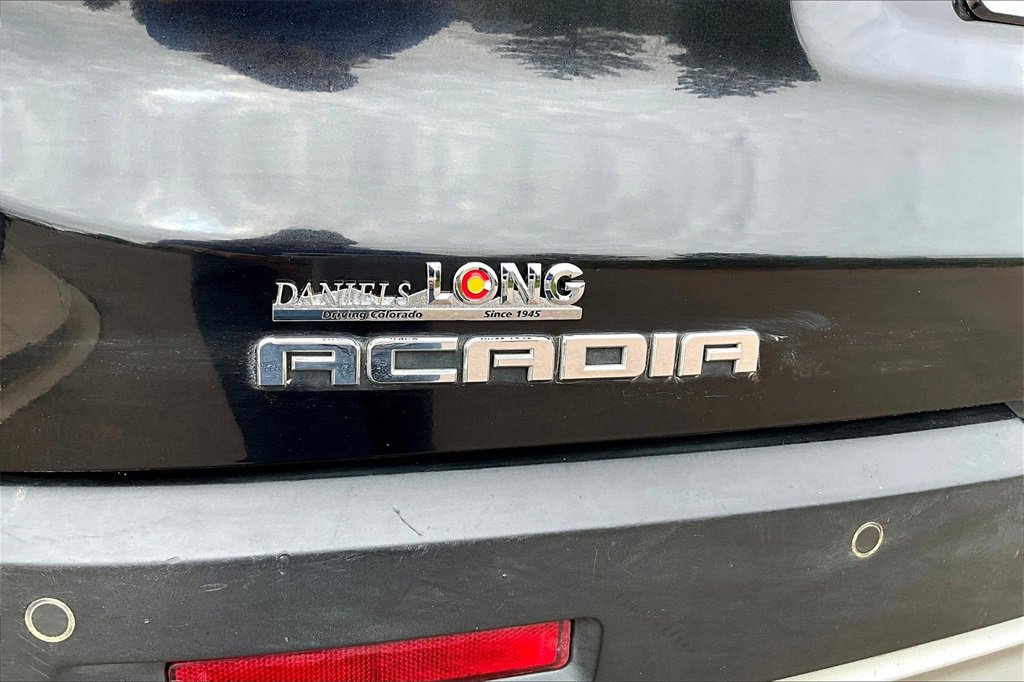 DANIELS LONG
Driving Colorado Since 1945
ACADIA